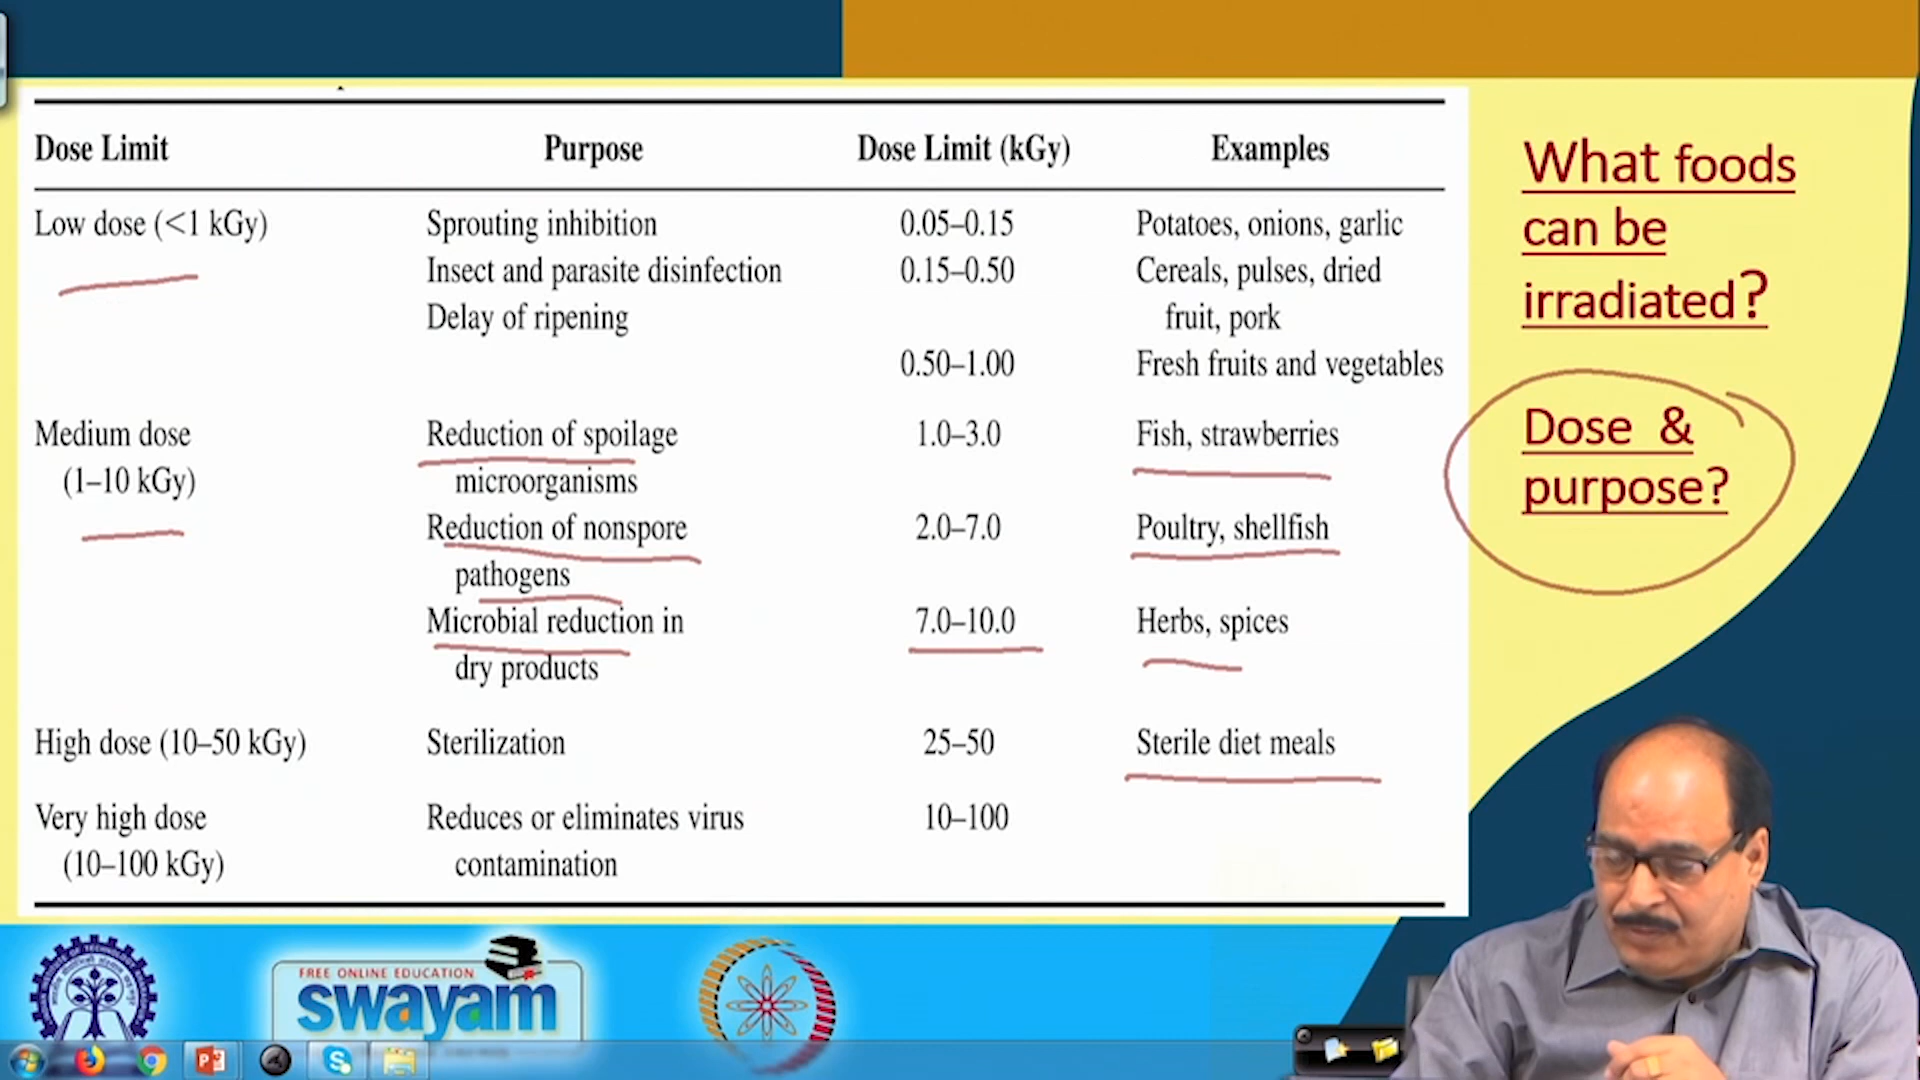 Dose Limit Purpose Dose Limit (kGy) Examples
Low dose (<1 kGy) Sprouting inhibition 0.05–0.15 Potatoes, onions, garlic
Insect and parasite disinfection 0.15–0.50 Cereals, pulses, dried
Delay of ripening fruit, pork
0.50–1.00 Fresh fruits and vegetables
Medium dose Reduction of spoilage 1.0–3.0 Fish, strawberries
(1–10 kGy) microorganisms
Reduction of nonspore 2.0–7.0 Poultry, shellfish
pathogens
Microbial reduction in 7.0–10.0 Herbs, spices
dry products
High dose (10–50 kGy) Sterilization 25–50 Sterile diet meals
Very high dose Reduces or eliminates virus 10–100
(10–100 kGy) contamination
What foods
can be
irradiated?
Dose &
purpose?
FREE ONLINE EDUCATION
swayam